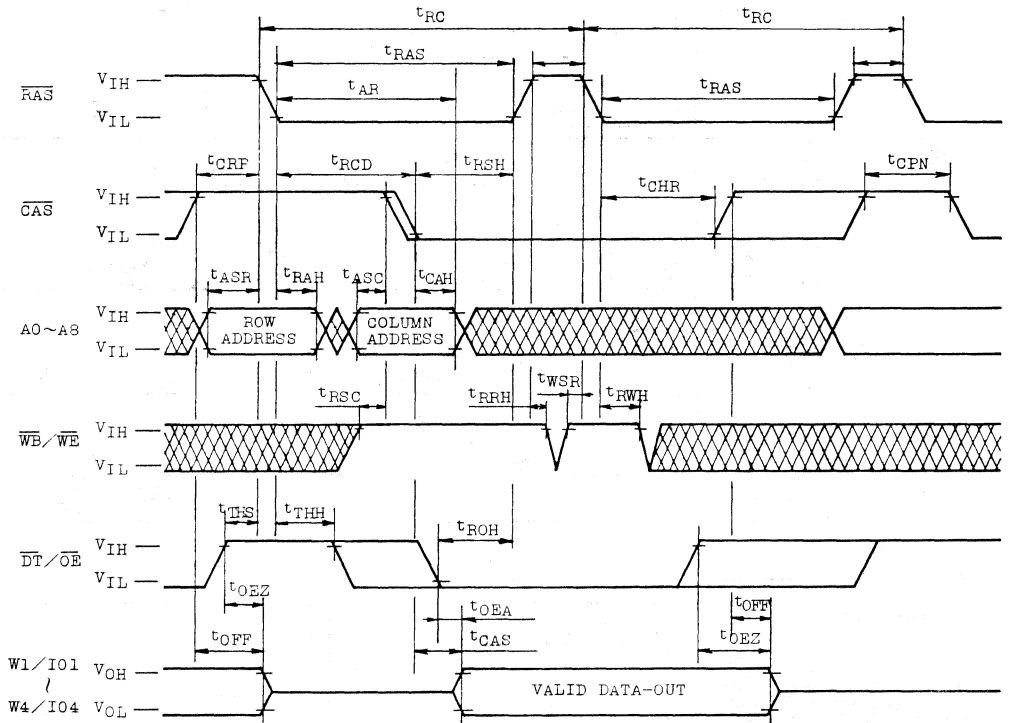 tRC tRC
tRAS
RAS VIH tAR tRAS
VIL
tCRP tRCD tRSH tCHR tCPN
CAS VIH
VIL
tASR tRAH tASC tCAH
A0~A8 VIH ROW ADDRESS COLUMN ADDRESS
VIL
tRSC tRRH tWSR tRWH
WB/WE VIH
VIL
tTHS tTHH tROH
DT/OE VIH
VIL
tOEZ tOEA tOFF
tOFF tCAS tOEZ
W1/IO1 VOH
~ VALID DATA-OUT
W4/IO4 VOL